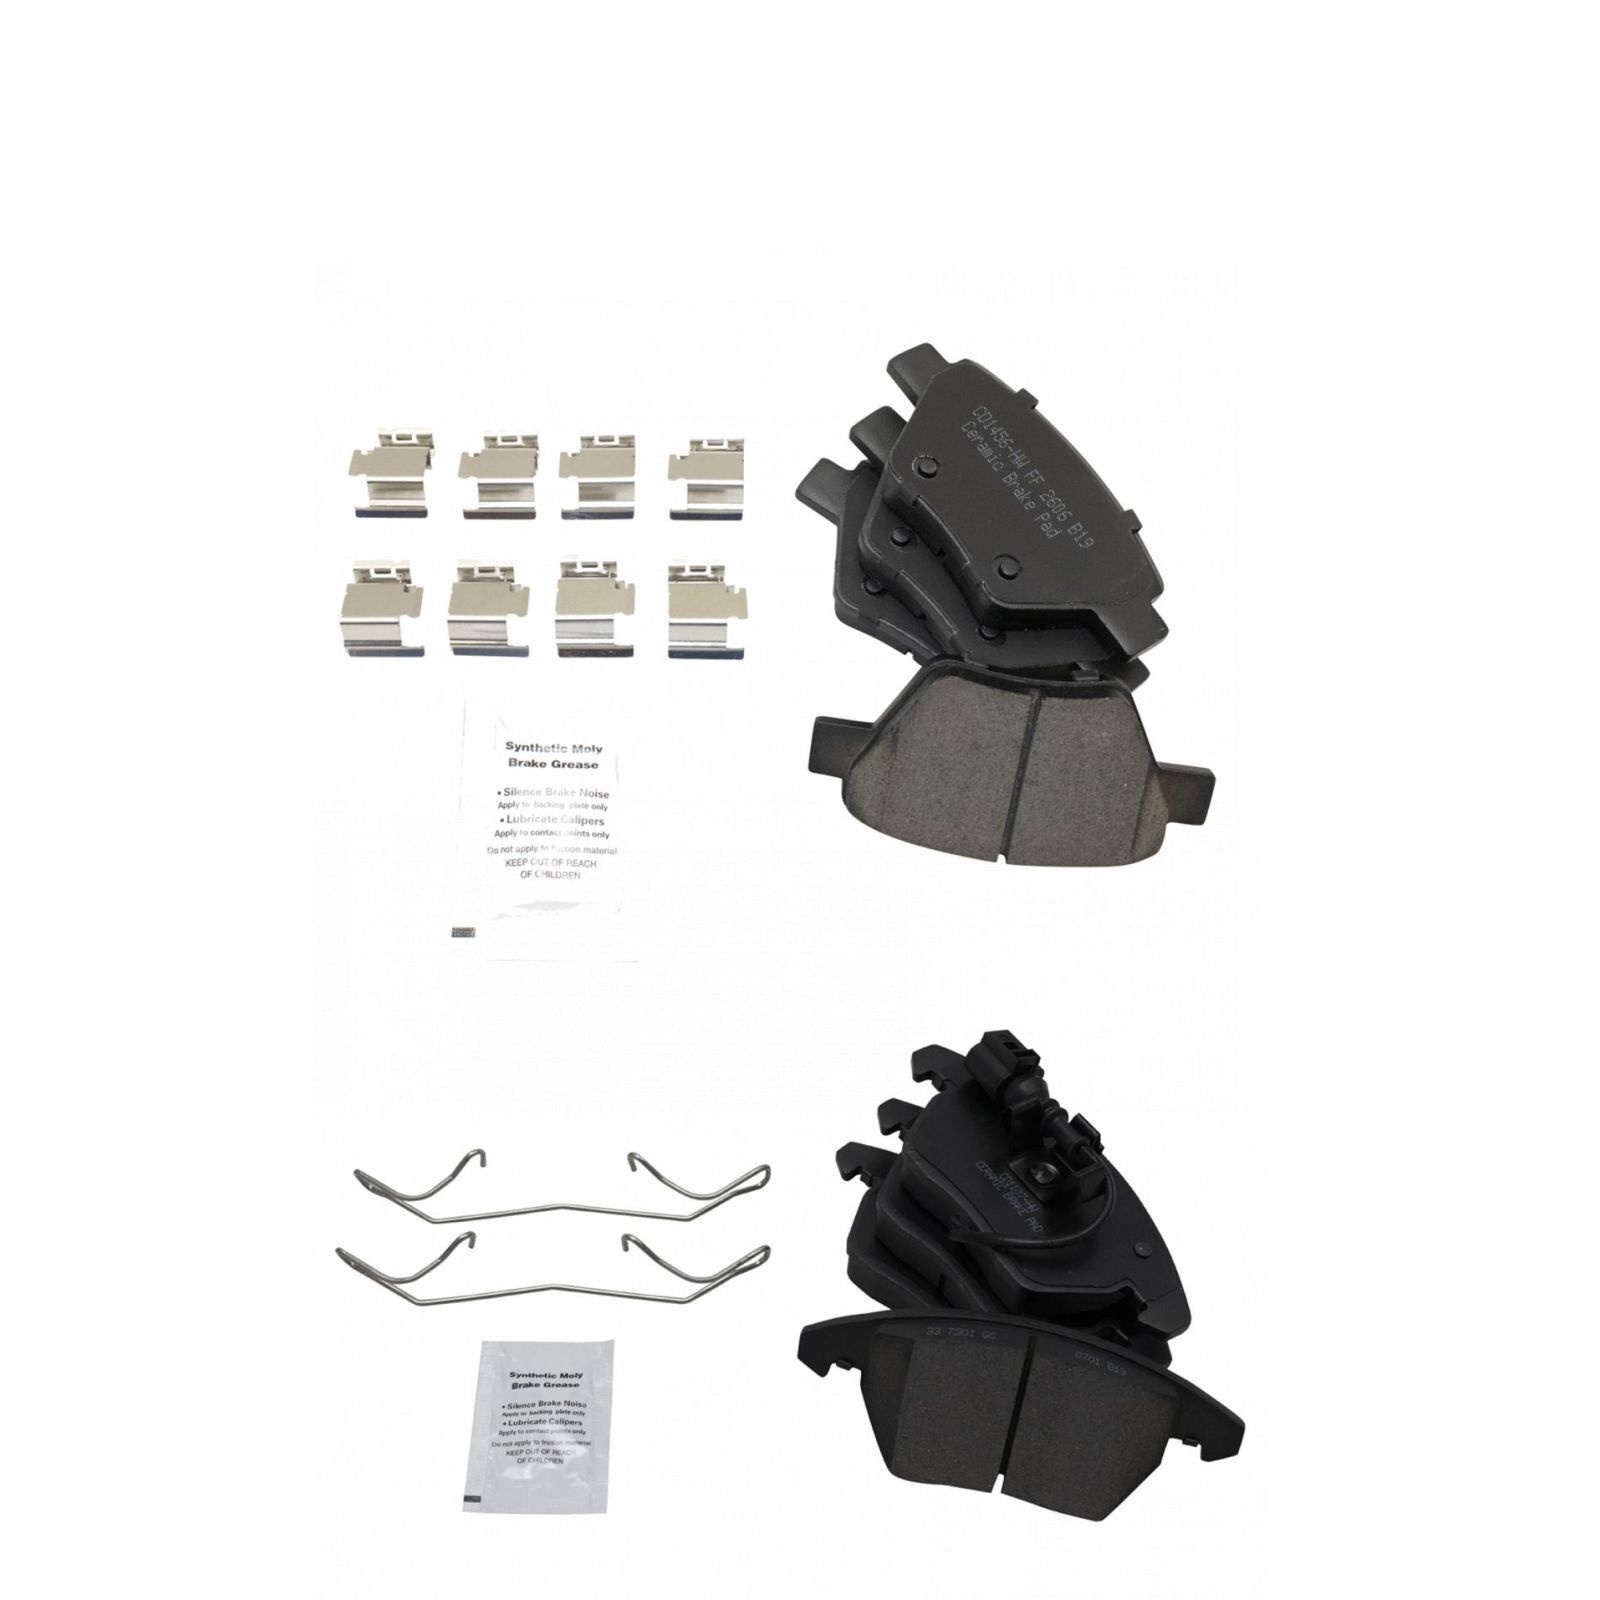 CD1456-HW FF 2606 B19
Ceramic Brake Pad
Synthetic Moly
Brake Grease
• Silence Brake Noise
Apply to backing plate only
• Lubricate Calipers
Apply to contact points only
Do not apply to friction material
KEEP OUT OF REACH
OF CHILDREN
CERAMIC BRAKE PAD
33 7301 GG
0701 B19
Synthetic Moly
Brake Grease
• Silence Brake Noise
Apply to backing plate only
• Lubricate Calipers
Apply to contact points only
Do not apply to friction material
KEEP OUT OF REACH
OF CHILDREN